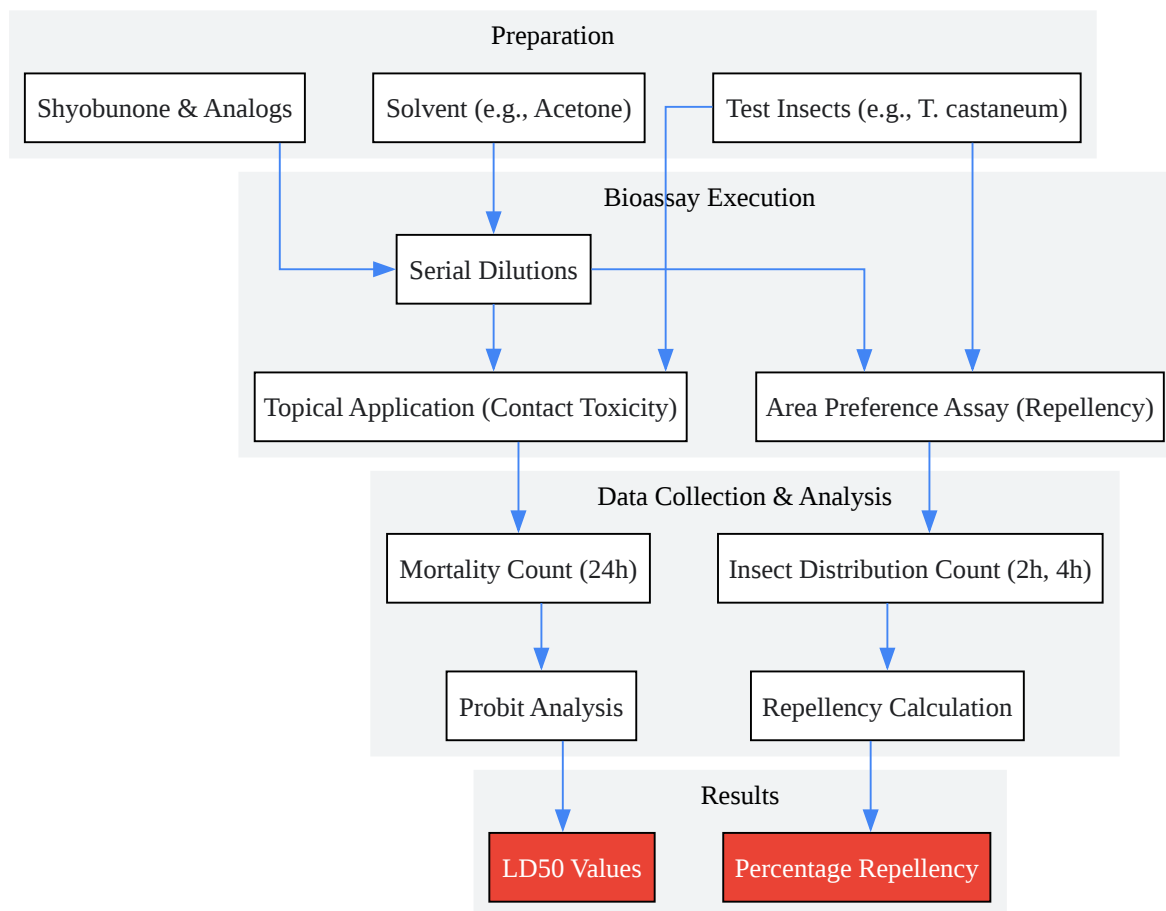 Preparation
Shyobunone & Analogs
Solvent (e.g., Acetone)
Test Insects (e.g., T. castaneum)
Bioassay Execution
Serial Dilutions
Topical Application (Contact Toxicity)
Area Preference Assay (Repellency)
Data Collection & Analysis
Mortality Count (24h)
Insect Distribution Count (2h, 4h)
Probit Analysis
Repellency Calculation
Results
LD50 Values
Percentage Repellency